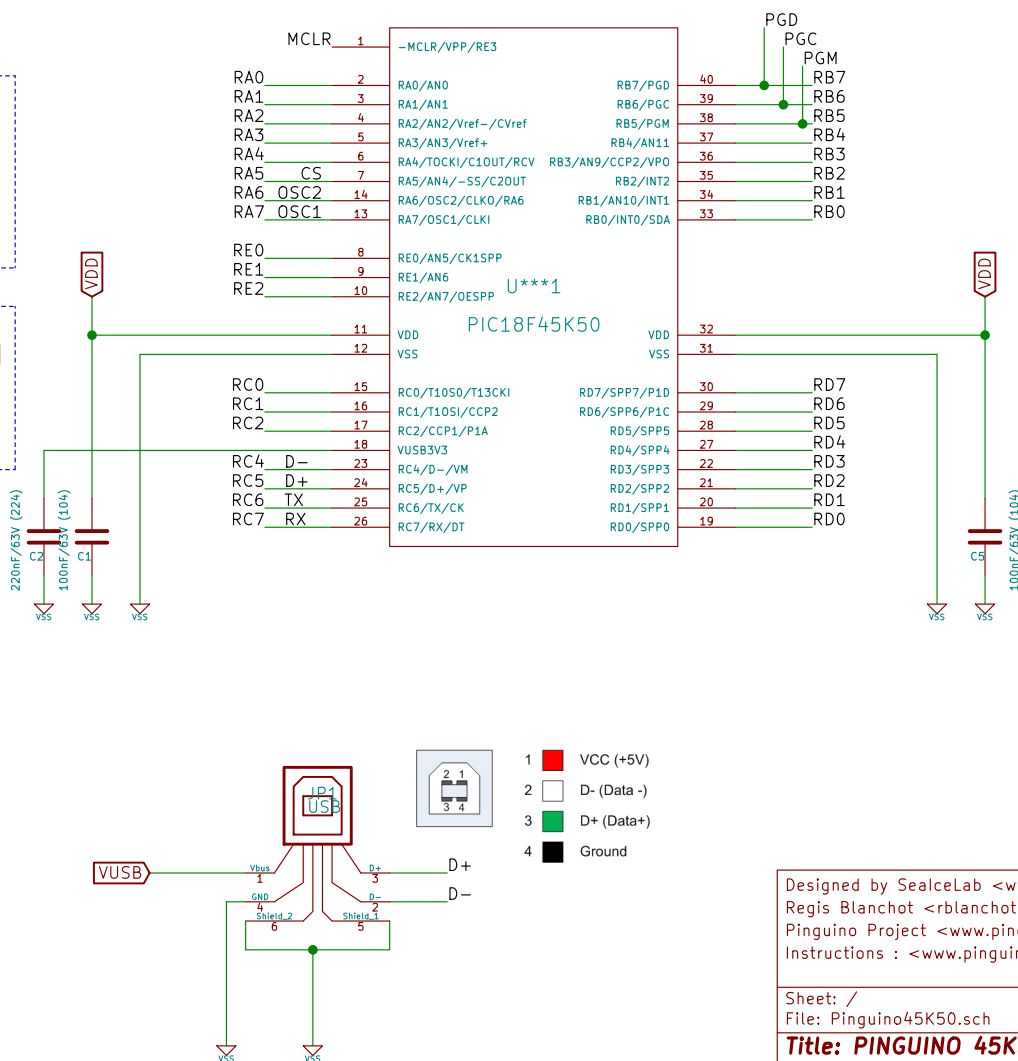 PGD
PGC
PGM
MCLR 1 -MCLR/VPP/RE3
RA0 2 RA0/AN0 RB7/PGD 40 RB7
RA1 3 RA1/AN1 RB6/PGC 39 RB6
RA2 4 RA2/AN2/Vref-/CVref RB5/PGM 38 RB5
RA3 5 RA3/AN3/Vref+ RB4/AN11 37 RB4
RA4 6 RA4/TOCKI/C1OUT/RCV RB3/AN9/CCP2/VPO 36 RB3
RA5 CS 7 RA5/AN4/-SS/C2OUT RB2/INT2 35 RB2
RA6 OSC2 14 RA6/OSC2/CLKO/RA6 RB1/AN10/INT1 34 RB1
RA7 OSC1 13 RA7/OSC1/CLKI RB0/INT0/SDA 33 RB0
RE0 8 RE0/AN5/CK1SPP
RE1 9 RE1/AN6
RE2 10 RE2/AN7/OESPP
U***1
PIC18F45K50
VDD
VDD
11 VDD VDD 32
12 VSS VSS 31
RC0 15 RC0/T1OSO/T13CKI RD7/SPP7/P1D 30 RD7
RC1 16 RC1/T1OSI/CCP2 RD6/SPP6/P1C 29 RD6
RC2 17 RC2/CCP1/P1A RD5/SPP5 28 RD5
18 VUSB3V3 RD4/SPP4 27 RD4
RC4 D- 23 RC4/D-/VM RD3/SPP3 22 RD3
RC5 D+ 24 RC5/D+/VP RD2/SPP2 21 RD2
RC6 TX 25 RC6/TX/CK RD1/SPP1 20 RD1
RC7 RX 26 RC7/RX/DT RD0/SPP0 19 RD0
220nF/63V (224)
C2
100nF/63V (104)
C1
C5
100nF/63V (104)
VSS VSS VSS VSS VSS
JP1
USB
2 1
3 4
1 VCC (+5V)
2 D- (Data -)
3 D+ (Data+)
4 Ground
VUSB
Vbus 1 D+ 3 D+
GND 4 D- 2 D-
Shield_2 6 Shield_1 5
VSS VSS
Designed by SeaIceLab <w
Regis Blanchot <rblanchot
Pinguino Project <www.pin
Instructions : <www.pingui
Sheet: /
File: Pinguino45K50.sch
Title: PINGUINO 45K